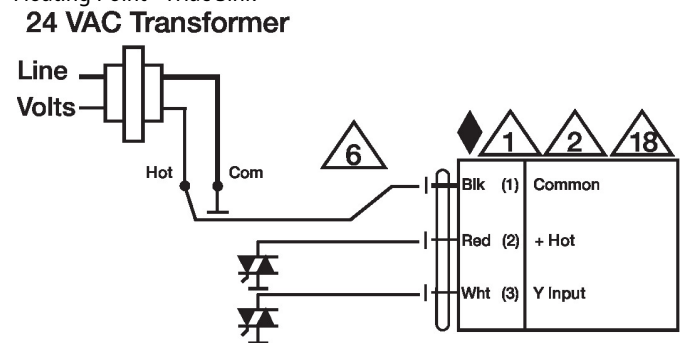 24 VAC Transformer
Line
Volts
Hot
Com
6
1
2
18
Blk (1) Common
Red (2) + Hot
Wht (3) Y Input